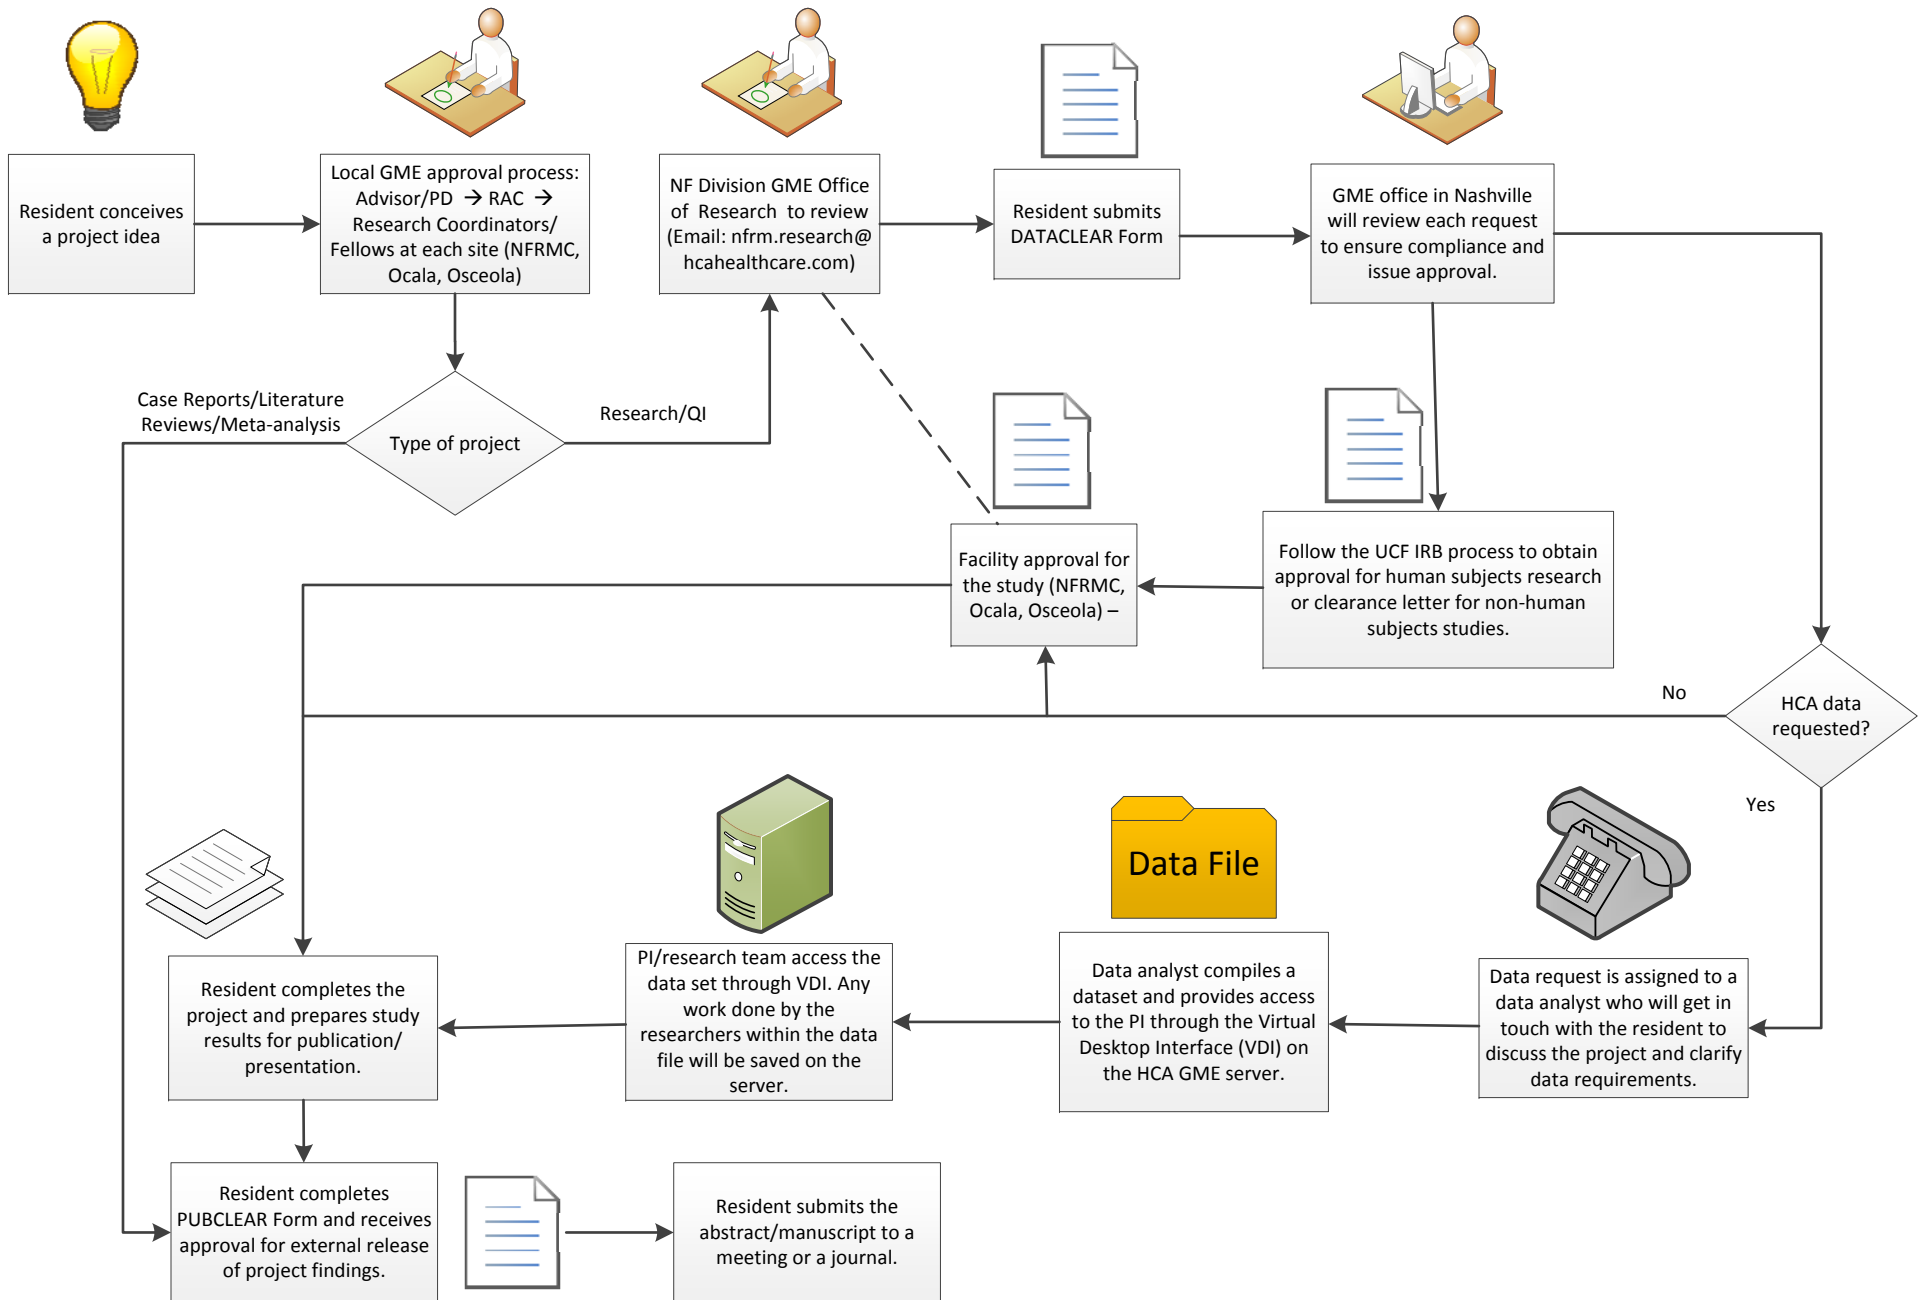 Resident conceives
a project idea
Local GME approval process:
Advisor/PD → RAC →
Research Coordinators/
Fellows at each site (NFRMC,
Ocala, Osceola)
NF Division GME Office
of Research to review
(Email: nfrm.research@
hcahealthcare.com)
Resident submits
DATACLEAR Form
GME office in Nashville
will review each request
to ensure compliance and
issue approval.
Case Reports/Literature
Reviews/Meta-analysis
Type of project
Research/QI
Facility approval for
the study (NFRMC,
Ocala, Osceola) –
Follow the UCF IRB process to obtain
approval for human subjects research
or clearance letter for non-human
subjects studies.
No
HCA data
requested?
Yes
Data File
Resident completes the
project and prepares study
results for publication/
presentation.
PI/research team access the
data set through VDI. Any
work done by the
researchers within the data
file will be saved on the
server.
Data analyst compiles a
dataset and provides access
to the PI through the Virtual
Desktop Interface (VDI) on
the HCA GME server.
Data request is assigned to a
data analyst who will get in
touch with the resident to
discuss the project and clarify
data requirements.
Resident completes
PUBCLEAR Form and receives
approval for external release
of project findings.
Resident submits the
abstract/manuscript to a
meeting or a journal.